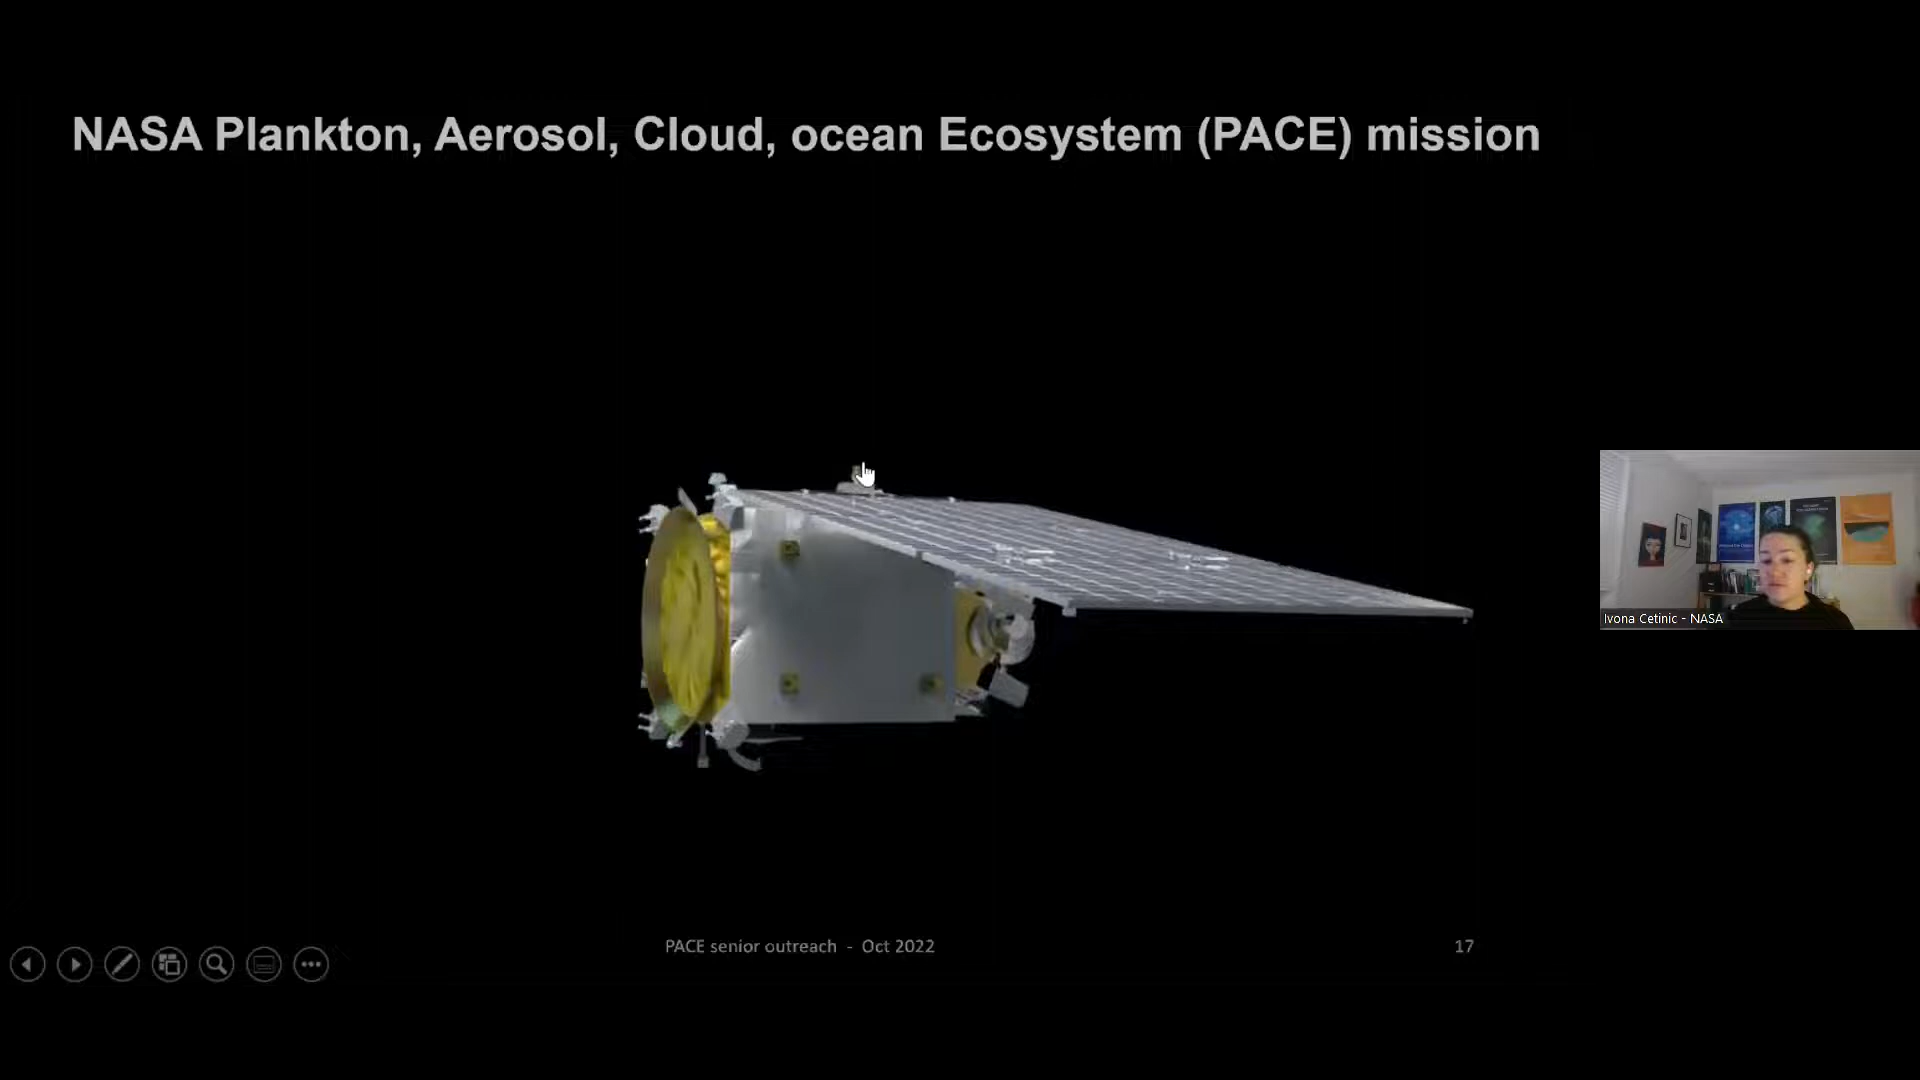 NASA Plankton, Aerosol, Cloud, ocean Ecosystem (PACE) mission
Ivona Cetinic - NASA
PACE senior outreach - Oct 2022
17